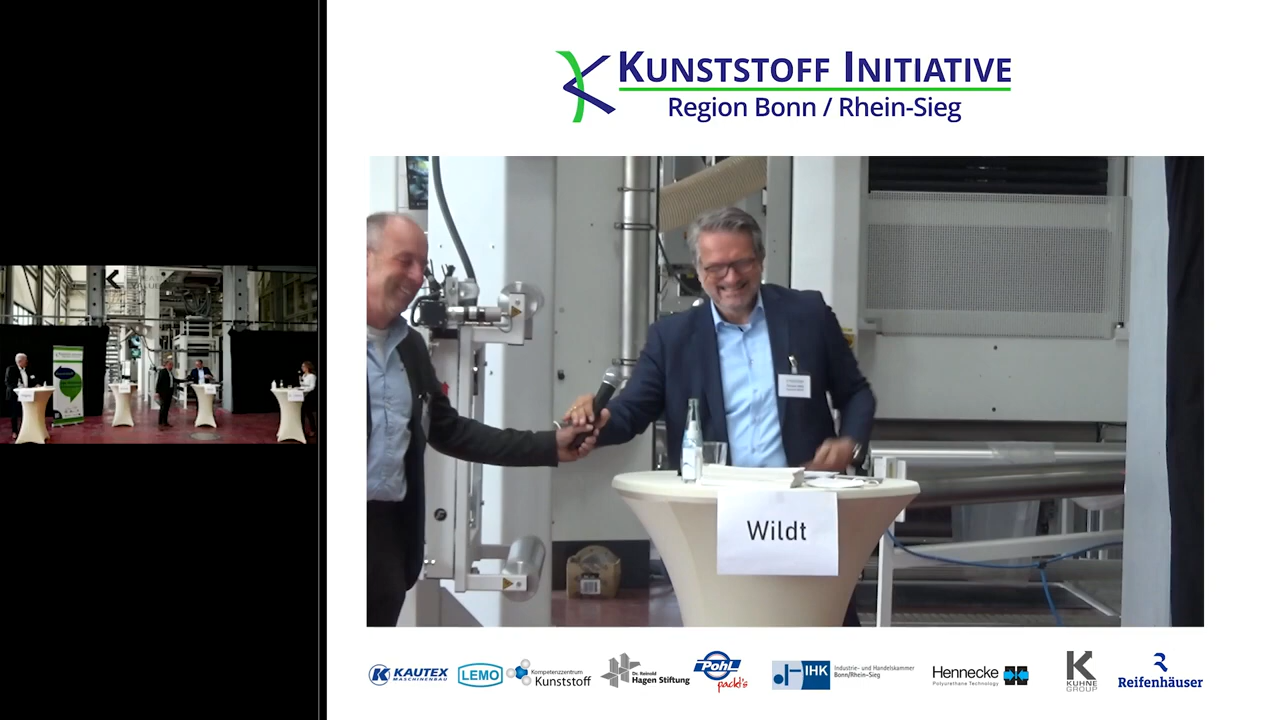 KUNSTSTOFF INITIATIVE
Region Bonn / Rhein-Sieg
Wildt
KAUTEX
MASCHINENBAU
LEMO
Kompetenzzentrum
Kunststoff
Dr. Reinold
Hagen Stiftung
POHL
packt's
IHK
Industrie- und Handelskammer
Bonn/Rhein-Sieg
Hennecke
Polyurethane Technology
KUHNE
GROUP
Reifenhäuser